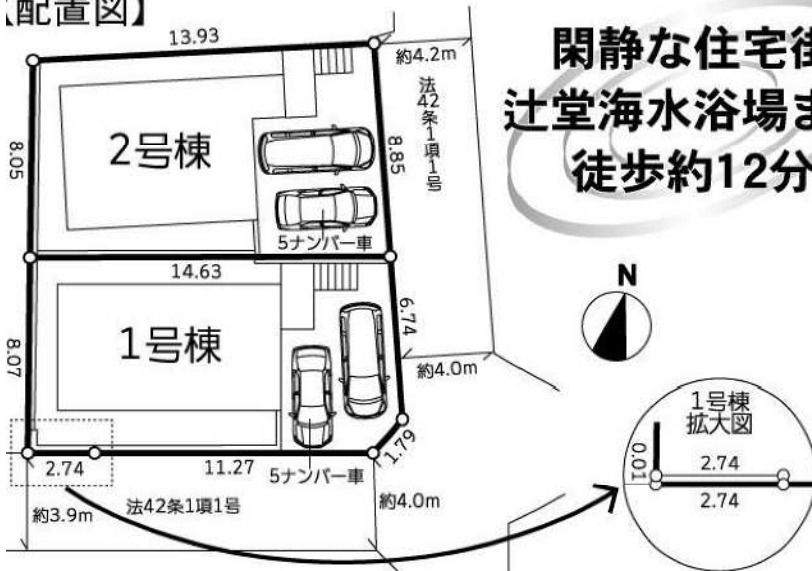 【配置図】
閑静な住宅街
辻堂海水浴場ま
徒歩約12分
13.93
約4.2m
法42条1項1号
8.05
2号棟
8.85
5ナンバー車
14.63
N
8.07
1号棟
6.74
約4.0m
1.79
2.74
11.27
5ナンバー車
約3.9m
法42条1項1号
約4.0m
1号棟
拡大図
0.01
2.74
2.74